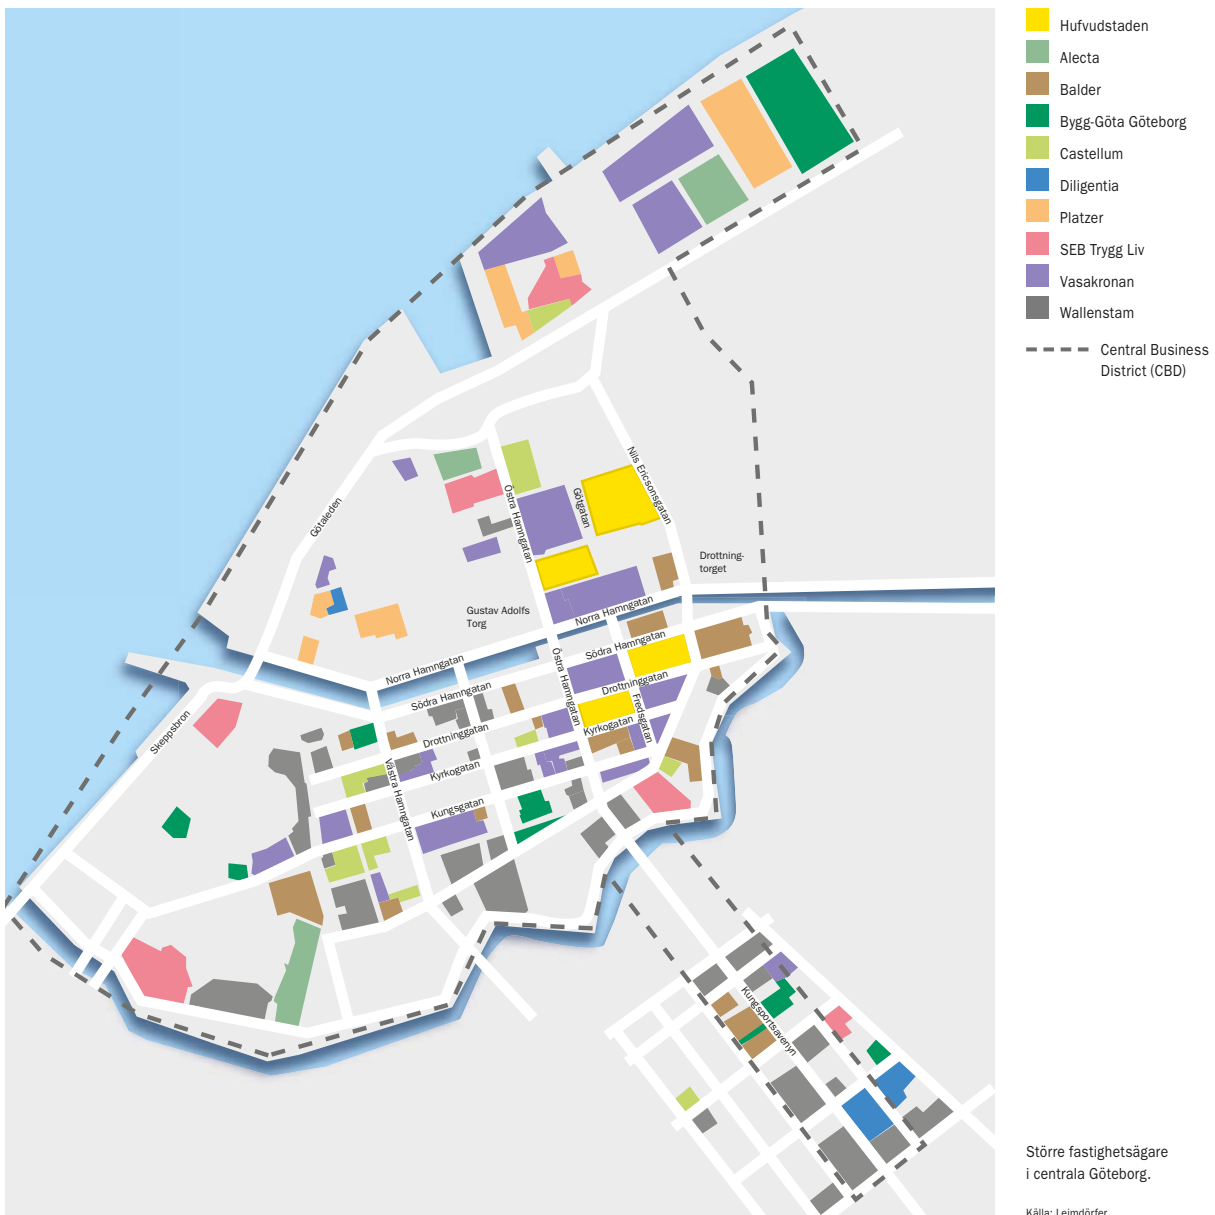 Hufvudstaden
Alecta
Balder
Bygg-Göta Göteborg
Castellum
Diligentia
Platzer
SEB Trygg Liv
Vasakronan
Wallenstam
Central Business
District (CBD)
Nils Ericsonsgatan
Götgatan
Östra Hamngatan
Götaleden
Drottning-
torget
Gustav Adolfs
Torg
Norra Hamngatan
Södra Hamngatan
Östra Hamngatan
Norra Hamngatan
Drottninggatan
Södra Hamngatan
Fredsgatan
Kyrkogatan
Skeppsbron
Drottninggatan
Västra Hamngatan
Kyrkogatan
Kungsgatan
Kungsportsavenyn
Större fastighetsägare
i centrala Göteborg.
Källa: Leimdörfer